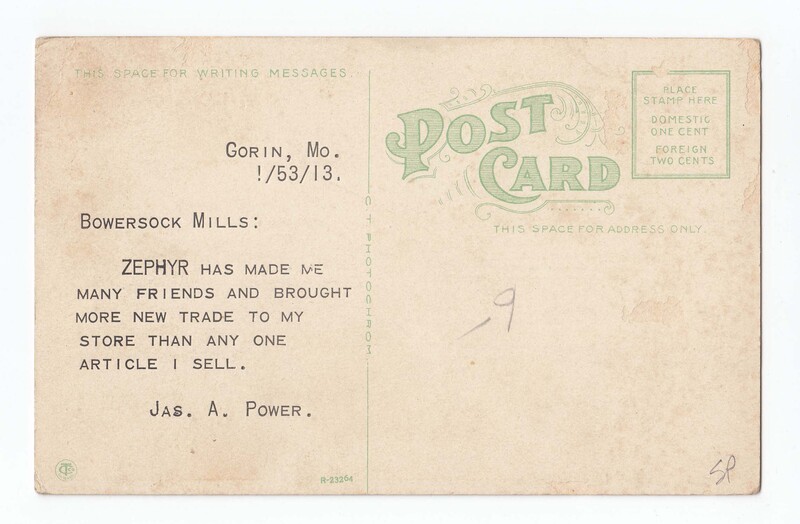 THIS SPACE FOR WRITING MESSAGES.
GORIN, MO.
!/53/13.
BOWERSOCK MILLS:
ZEPHYR HAS MADE ME
MANY FRIENDS AND BROUGHT
MORE NEW TRADE TO MY
STORE THAN ANY ONE
ARTICLE I SELL.
JAS. A. POWER.
R-23264
C T PHOTOCHROM
POST
CARD
PLACE
STAMP HERE
DOMESTIC
ONE CENT
FOREIGN
TWO CENTS
THIS SPACE FOR ADDRESS ONLY.
9
SP